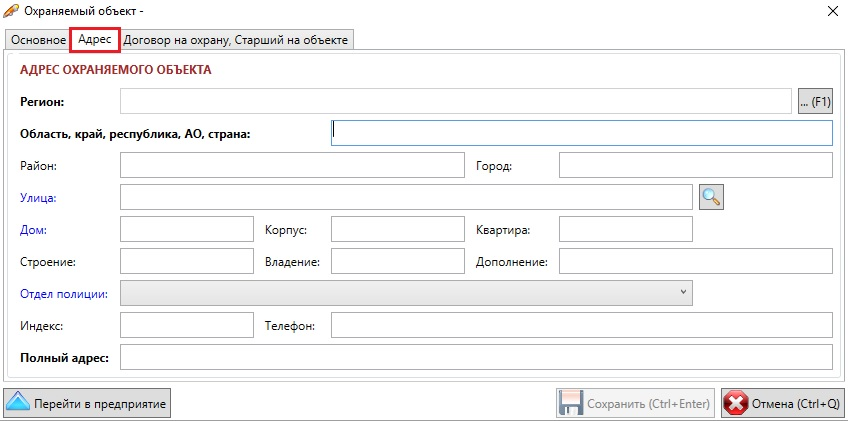 Охраняемый объект -
Основное Адрес Договор на охрану, Старший на объекте
АДРЕС ОХРАНЯЕМОГО ОБЪЕКТА
Регион: ... (F1)
Область, край, республика, АО, страна:
Район: Город:
Улица:
Дом: Корпус: Квартира:
Строение: Владение: Дополнение:
Отдел полиции:
Индекс: Телефон:
Полный адрес:
Перейти в предприятие Сохранить (Ctrl+Enter) Отмена (Ctrl+Q)